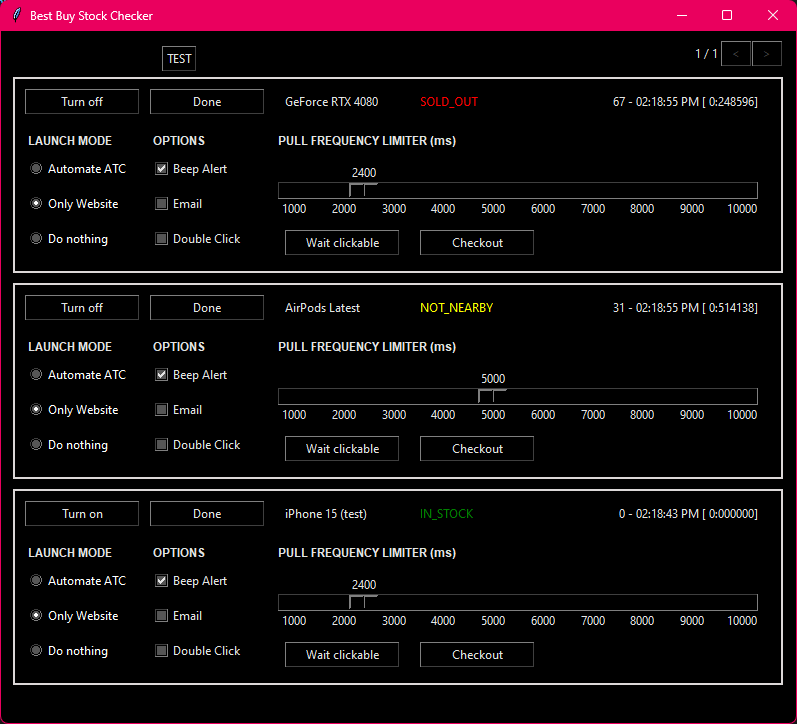 Best Buy Stock Checker
TEST 1 / 1 < >
Turn off Done GeForce RTX 4080 SOLD_OUT 67 - 02:18:55 PM [ 0:248596]
LAUNCH MODE OPTIONS PULL FREQUENCY LIMITER (ms)
Automate ATC Beep Alert 2400
Only Website Email 1000 2000 3000 4000 5000 6000 7000 8000 9000 10000
Do nothing Double Click Wait clickable Checkout
Turn off Done AirPods Latest NOT_NEARBY 31 - 02:18:55 PM [ 0:514138]
LAUNCH MODE OPTIONS PULL FREQUENCY LIMITER (ms)
Automate ATC Beep Alert 5000
Only Website Email 1000 2000 3000 4000 5000 6000 7000 8000 9000 10000
Do nothing Double Click Wait clickable Checkout
Turn on Done iPhone 15 (test) IN_STOCK 0 - 02:18:43 PM [ 0:000000]
LAUNCH MODE OPTIONS PULL FREQUENCY LIMITER (ms)
Automate ATC Beep Alert 2400
Only Website Email 1000 2000 3000 4000 5000 6000 7000 8000 9000 10000
Do nothing Double Click Wait clickable Checkout